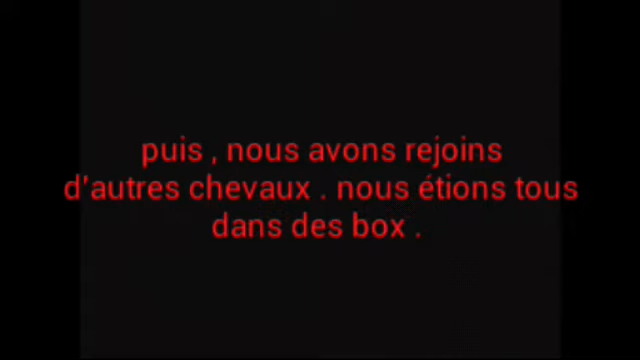 puis , nous avons rejoins
d'autres chevaux . nous étions tous
dans des box .